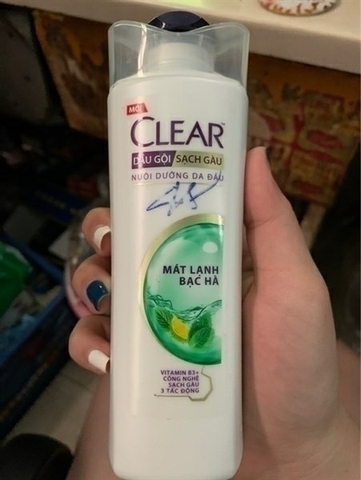 MỚI
CLEAR
DẦU GỘI SẠCH GÀU
NUÔI DƯỠNG DA ĐẦU
MÁT LẠNH
BẠC HÀ
VITAMIN B3+
CÔNG NGHỆ
SẠCH GÀU
3 TÁC ĐỘNG